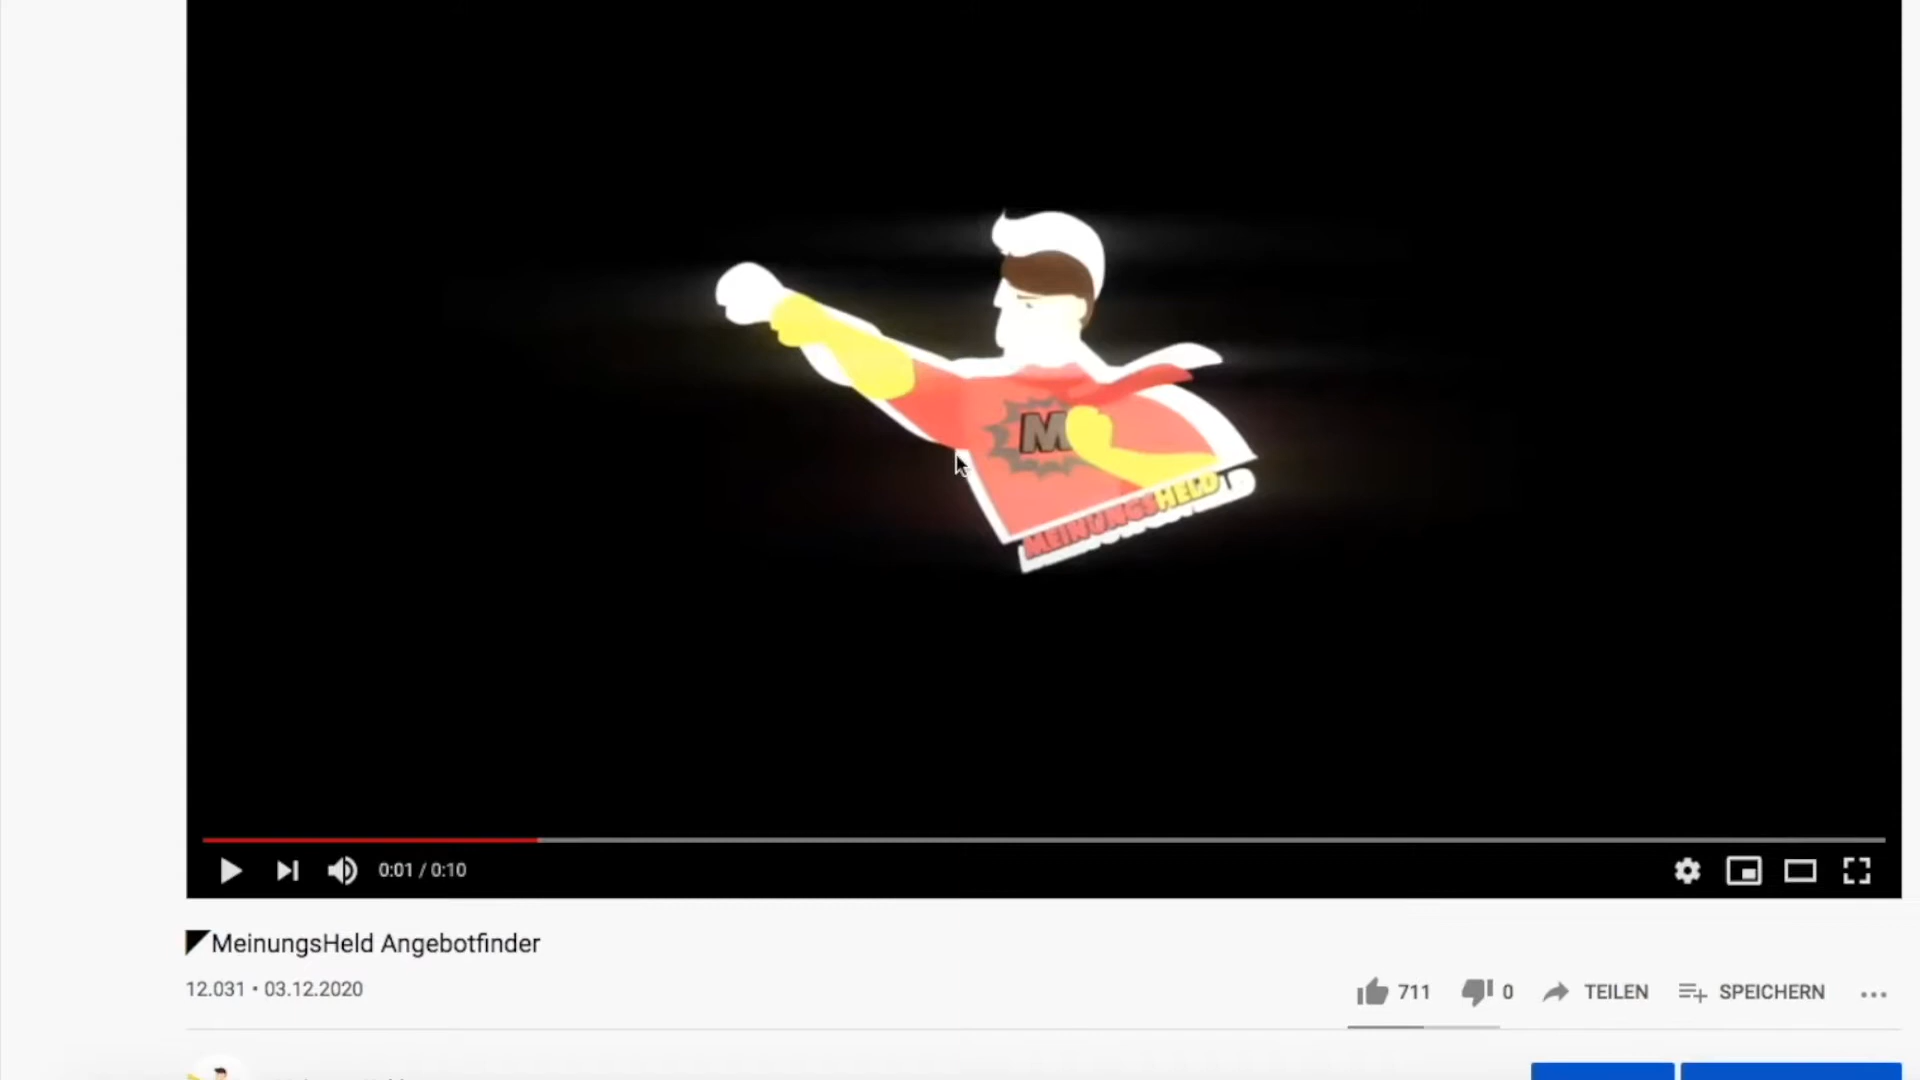 M
MEINUNGSHELD
0:01 / 0:10
MeinungsHeld Angebotfinder
12.031 • 03.12.2020
711
0
TEILEN
SPEICHERN